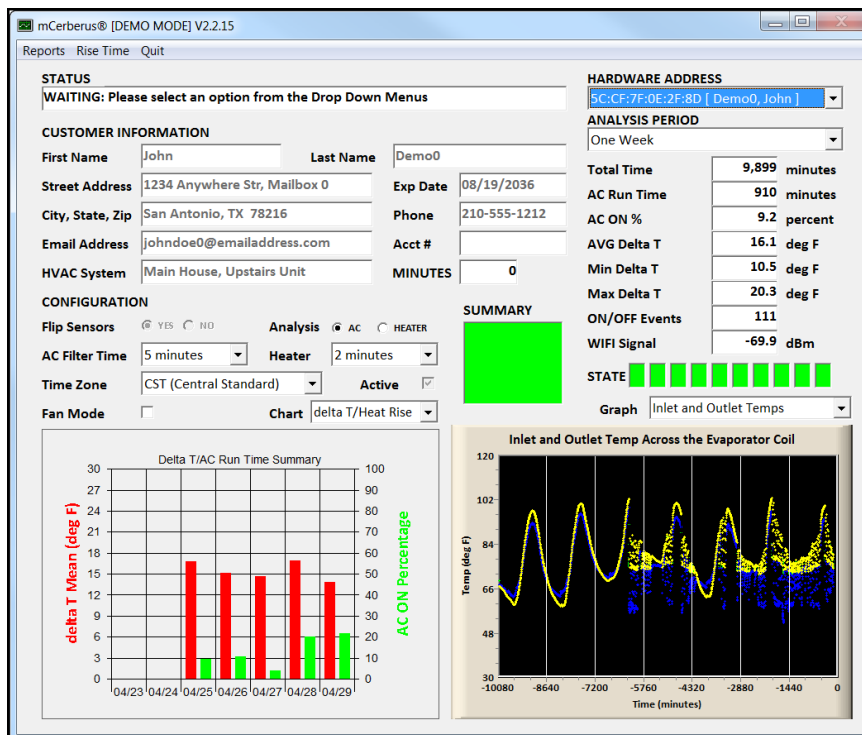 mCerberus® [DEMO MODE] V2.2.15
Reports Rise Time Quit
STATUS
WAITING: Please select an option from the Drop Down Menus
HARDWARE ADDRESS
5C:CF:7F:0E:2F:8D [ Demo0, John ]
ANALYSIS PERIOD
One Week
CUSTOMER INFORMATION
First Name John Last Name Demo0
Street Address 1234 Anywhere Str, Mailbox 0 Exp Date 08/19/2036
City, State, Zip San Antonio, TX 78216 Phone 210-555-1212
Email Address johndoe0@emailaddress.com Acct #
HVAC System Main House, Upstairs Unit MINUTES 0
Total Time 9,899 minutes
AC Run Time 910 minutes
AC ON % 9.2 percent
AVG Delta T 16.1 deg F
Min Delta T 10.5 deg F
Max Delta T 20.3 deg F
ON/OFF Events 111
WIFI Signal -69.9 dBm
STATE
Graph Inlet and Outlet Temps
CONFIGURATION
Flip Sensors YES NO Analysis AC HEATER
AC Filter Time 5 minutes Heater 2 minutes
Time Zone CST (Central Standard) Active
Fan Mode Chart delta T/Heat Rise
SUMMARY
Delta T/AC Run Time Summary
delta T Mean (deg F)
30
27
24
21
18
15
12
9
6
3
0
100
90
80
70
60
50
40
30
20
10
0
AC ON Percentage
04/23 04/24 04/25 04/26 04/27 04/28 04/29
Inlet and Outlet Temp Across the Evaporator Coil
Temp (deg F)
120
102
84
66
48
30
-10080 -8640 -7200 -5760 -4320 -2880 -1440 0
Time (minutes)